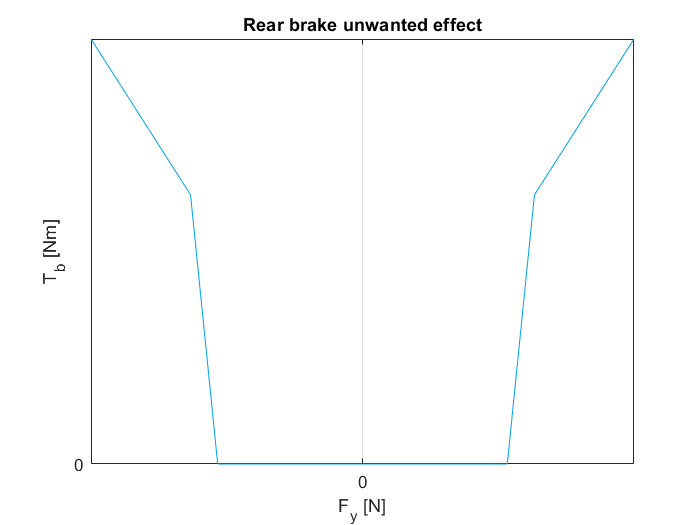 Rear brake unwanted effect
T_b [Nm]
0
0
F_y [N]